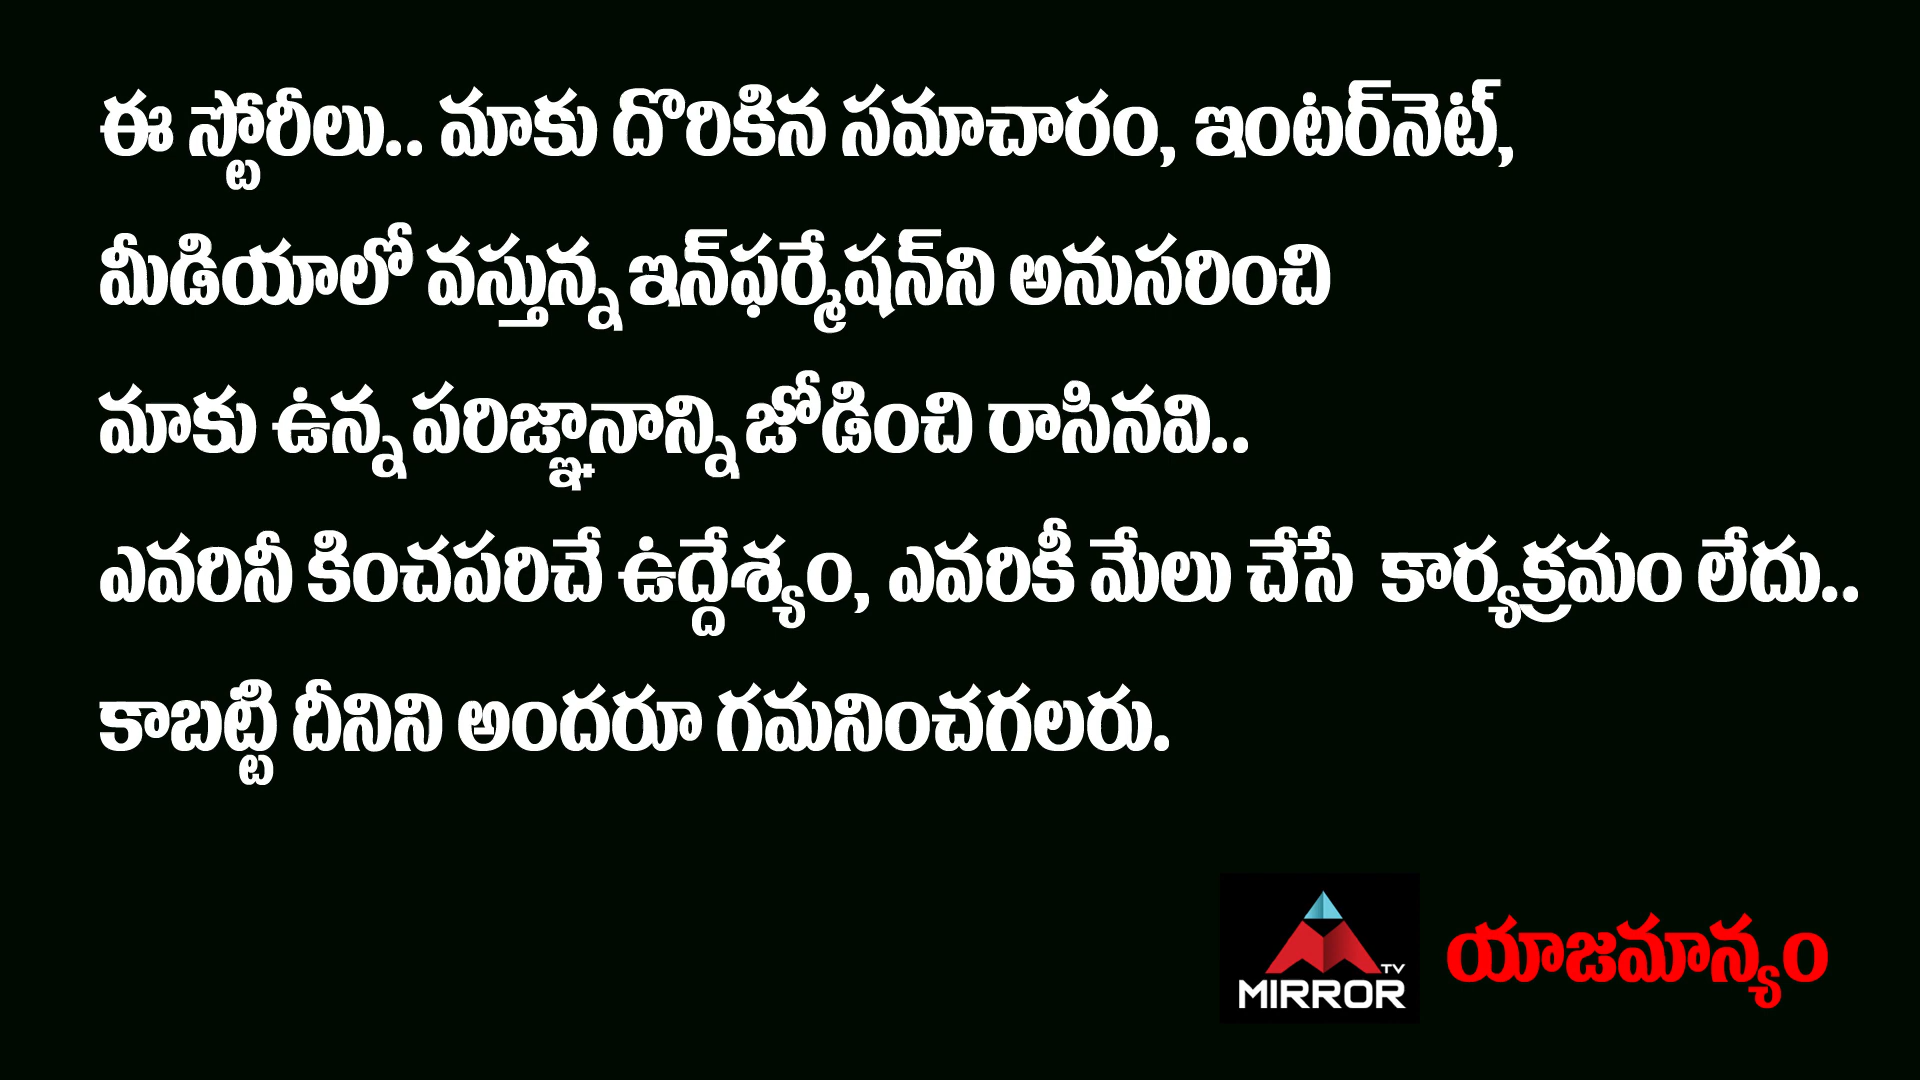 ఈ స్టోరీలు.. మాకు దొరికిన సమాచారం, ఇంటర్‌నెట్,
మీడియాలో వస్తున్న ఇన్‌ఫర్మేషన్‌ని అనుసరించి
మాకు ఉన్న పరిజ్ఞానాన్ని జోడించి రాసినవి..
ఎవరినీ కించపరిచే ఉద్దేశ్యం, ఎవరికీ మేలు చేసే కార్యక్రమం లేదు..
కాబట్టి దీనిని అందరూ గమనించగలరు.
TV
MIRROR
యాజమాన్యం